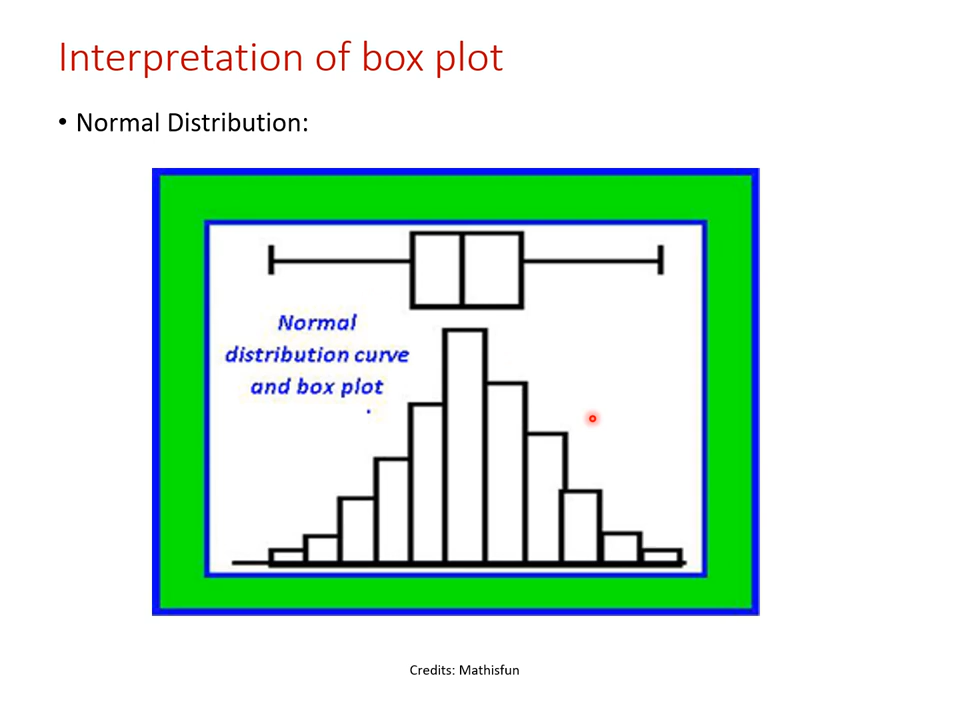 Interpretation of box plot
• Normal Distribution:
Normal
distribution curve
and box plot
.
Credits: Mathisfun